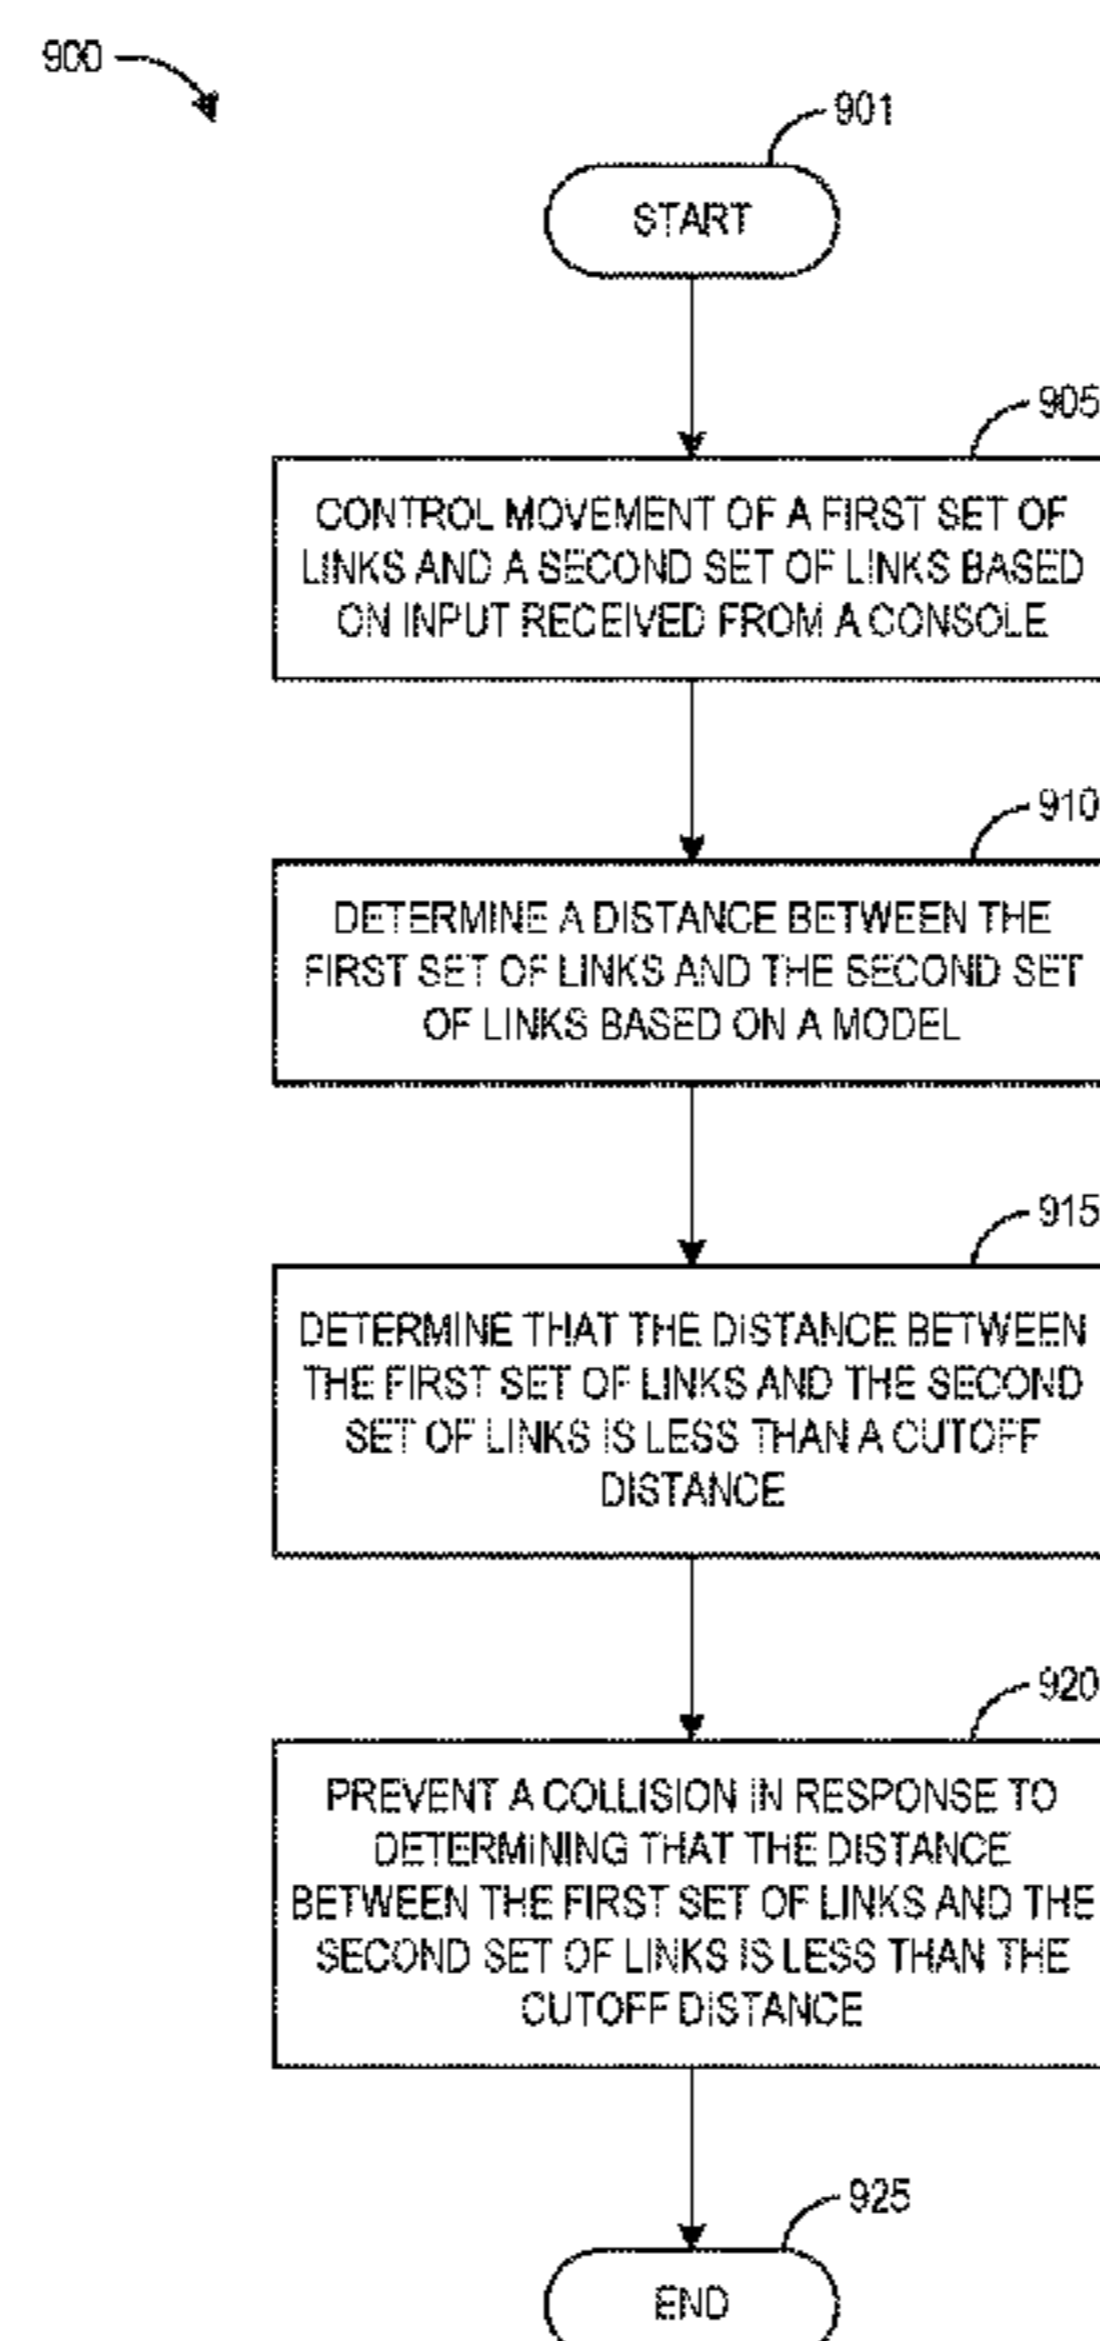 900
901
START
905
CONTROL MOVEMENT OF A FIRST SET OF
LINKS AND A SECOND SET OF LINKS BASED
ON INPUT RECEIVED FROM A CONSOLE
910
DETERMINE A DISTANCE BETWEEN THE
FIRST SET OF LINKS AND THE SECOND SET
OF LINKS BASED ON A MODEL
915
DETERMINE THAT THE DISTANCE BETWEEN
THE FIRST SET OF LINKS AND THE SECOND
SET OF LINKS IS LESS THAN A CUTOFF
DISTANCE
920
PREVENT A COLLISION IN RESPONSE TO
DETERMINING THAT THE DISTANCE
BETWEEN THE FIRST SET OF LINKS AND THE
SECOND SET OF LINKS IS LESS THAN THE
CUTOFF DISTANCE
925
END